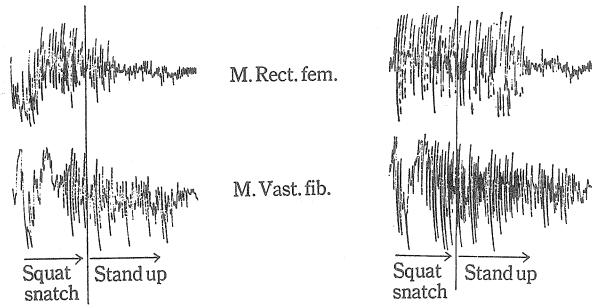 M. Rect. fem.
M. Vast. fib.
Squat
snatch
Stand up
Squat
snatch
Stand up